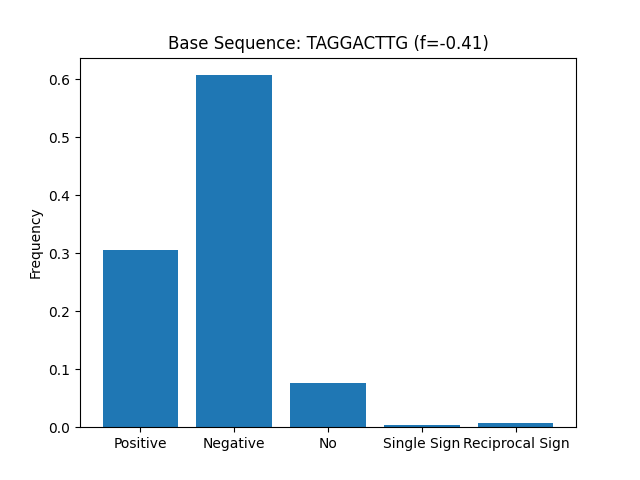 Base Sequence: TAGGACTTG (f=-0.41)
Frequency
0.6
0.5
0.4
0.3
0.2
0.1
0.0
Positive Negative No Single Sign Reciprocal Sign